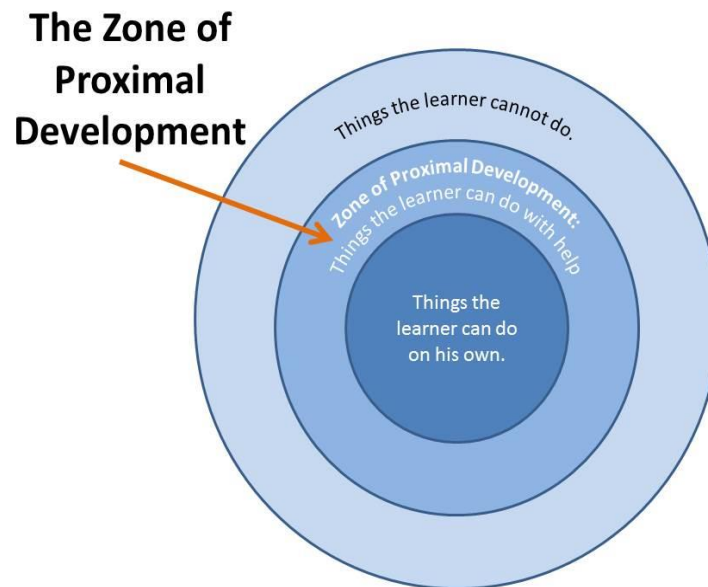 The Zone of
Proximal
Development
Things the learner cannot do.
Zone of Proximal Development:
Things the learner can do with help
Things the
learner can do
on his own.